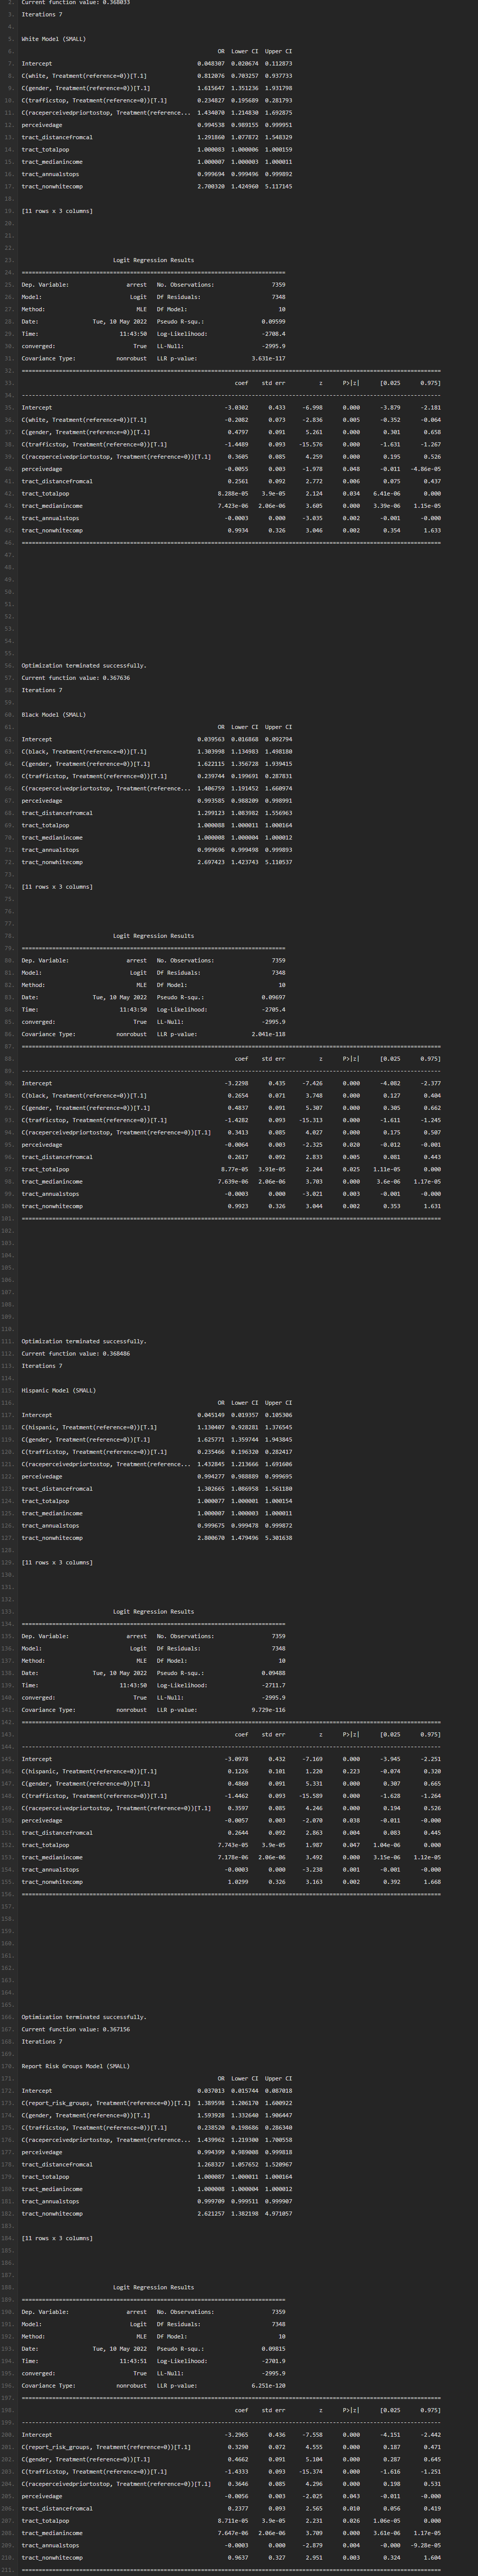 2. Current function value: 0.368033
3. Iterations 7
4.
5. White Model (SMALL)
6. OR Lower CI Upper CI
7. Intercept 0.048307 0.020674 0.112873
8. C(white, Treatment(reference=0))[T.1] 0.812076 0.703257 0.937733
9. C(gender, Treatment(reference=0))[T.1] 1.615647 1.351236 1.931798
10. C(trafficstop, Treatment(reference=0))[T.1] 0.234827 0.195689 0.281793
11. C(raceperceivedpriortostop, Treatment(reference... 1.434070 1.214830 1.692875
12. perceivedage 0.994538 0.989155 0.999951
13. tract_distancefromcal 1.291860 1.077872 1.548329
14. tract_totalpop 1.000083 1.000006 1.000159
15. tract_medianincome 1.000007 1.000003 1.000011
16. tract_annualstops 0.999694 0.999496 0.999892
17. tract_nonwhitecomp 2.700320 1.424960 5.117145
18.
19. [11 rows x 3 columns]
20.
21.
22.
23. Logit Regression Results
24. ==============================================================================
25. Dep. Variable: arrest No. Observations: 7359
26. Model: Logit Df Residuals: 7348
27. Method: MLE Df Model: 10
28. Date: Tue, 10 May 2022 Pseudo R-squ.: 0.09599
29. Time: 11:43:50 Log-Likelihood: -2708.4
30. converged: True LL-Null: -2995.9
31. Covariance Type: nonrobust LLR p-value: 3.631e-117
32. ==============================================================================
33. coef std err z P>|z| [0.025 0.975]
34. ------------------------------------------------------------------------------
35. Intercept -3.0302 0.433 -6.998 0.000 -3.879 -2.181
36. C(white, Treatment(reference=0))[T.1] -0.2082 0.073 -2.836 0.005 -0.352 -0.064
37. C(gender, Treatment(reference=0))[T.1] 0.4797 0.091 5.261 0.000 0.301 0.658
38. C(trafficstop, Treatment(reference=0))[T.1] -1.4489 0.093 -15.576 0.000 -1.631 -1.267
39. C(raceperceivedpriortostop, Treatment(reference=0))[T.1] 0.3605 0.085 4.259 0.000 0.195 0.526
40. perceivedage -0.0055 0.003 -1.978 0.048 -0.011 -4.86e-05
41. tract_distancefromcal 0.2561 0.092 2.772 0.006 0.075 0.437
42. tract_totalpop 8.288e-05 3.9e-05 2.124 0.034 6.41e-06 0.000
43. tract_medianincome 7.423e-06 2.06e-06 3.605 0.000 3.39e-06 1.15e-05
44. tract_annualstops -0.0003 0.000 -3.035 0.002 -0.001 -0.000
45. tract_nonwhitecomp 0.9934 0.326 3.046 0.002 0.354 1.633
46. ==============================================================================
47.
48.
49.
50.
51.
52.
53.
54.
55.
56. Optimization terminated successfully.
57. Current function value: 0.367636
58. Iterations 7
59.
60. Black Model (SMALL)
61. OR Lower CI Upper CI
62. Intercept 0.039563 0.016868 0.092794
63. C(black, Treatment(reference=0))[T.1] 1.303998 1.134983 1.498180
64. C(gender, Treatment(reference=0))[T.1] 1.622115 1.356728 1.939415
65. C(trafficstop, Treatment(reference=0))[T.1] 0.239744 0.199691 0.287831
66. C(raceperceivedpriortostop, Treatment(reference... 1.406759 1.191452 1.660974
67. perceivedage 0.993585 0.988209 0.998991
68. tract_distancefromcal 1.299123 1.083982 1.556963
69. tract_totalpop 1.000088 1.000011 1.000164
70. tract_medianincome 1.000008 1.000004 1.000012
71. tract_annualstops 0.999696 0.999498 0.999893
72. tract_nonwhitecomp 2.697423 1.423743 5.110537
73.
74. [11 rows x 3 columns]
75.
76.
77.
78. Logit Regression Results
79. ==============================================================================
80. Dep. Variable: arrest No. Observations: 7359
81. Model: Logit Df Residuals: 7348
82. Method: MLE Df Model: 10
83. Date: Tue, 10 May 2022 Pseudo R-squ.: 0.09697
84. Time: 11:43:50 Log-Likelihood: -2705.4
85. converged: True LL-Null: -2995.9
86. Covariance Type: nonrobust LLR p-value: 2.041e-118
87. ==============================================================================
88. coef std err z P>|z| [0.025 0.975]
89. ------------------------------------------------------------------------------
90. Intercept -3.2298 0.435 -7.426 0.000 -4.082 -2.377
91. C(black, Treatment(reference=0))[T.1] 0.2654 0.071 3.748 0.000 0.127 0.404
92. C(gender, Treatment(reference=0))[T.1] 0.4837 0.091 5.307 0.000 0.305 0.662
93. C(trafficstop, Treatment(reference=0))[T.1] -1.4282 0.093 -15.313 0.000 -1.611 -1.245
94. C(raceperceivedpriortostop, Treatment(reference=0))[T.1] 0.3413 0.085 4.027 0.000 0.175 0.507
95. perceivedage -0.0064 0.003 -2.325 0.020 -0.012 -0.001
96. tract_distancefromcal 0.2617 0.092 2.833 0.005 0.081 0.443
97. tract_totalpop 8.77e-05 3.91e-05 2.244 0.025 1.11e-05 0.000
98. tract_medianincome 7.639e-06 2.06e-06 3.703 0.000 3.6e-06 1.17e-05
99. tract_annualstops -0.0003 0.000 -3.021 0.003 -0.001 -0.000
100. tract_nonwhitecomp 0.9923 0.326 3.044 0.002 0.353 1.631
101. ==============================================================================
102.
103.
104.
105.
106.
107.
108.
109.
110.
111. Optimization terminated successfully.
112. Current function value: 0.368486
113. Iterations 7
114.
115. Hispanic Model (SMALL)
116. OR Lower CI Upper CI
117. Intercept 0.045149 0.019357 0.105306
118. C(hispanic, Treatment(reference=0))[T.1] 1.130407 0.928281 1.376545
119. C(gender, Treatment(reference=0))[T.1] 1.625771 1.359744 1.943845
120. C(trafficstop, Treatment(reference=0))[T.1] 0.235466 0.196320 0.282417
121. C(raceperceivedpriortostop, Treatment(reference... 1.432845 1.213666 1.691606
122. perceivedage 0.994277 0.988889 0.999695
123. tract_distancefromcal 1.302665 1.086958 1.561180
124. tract_totalpop 1.000077 1.000001 1.000154
125. tract_medianincome 1.000007 1.000003 1.000011
126. tract_annualstops 0.999675 0.999478 0.999872
127. tract_nonwhitecomp 2.800670 1.479496 5.301638
128.
129. [11 rows x 3 columns]
130.
131.
132.
133. Logit Regression Results
134. ==============================================================================
135. Dep. Variable: arrest No. Observations: 7359
136. Model: Logit Df Residuals: 7348
137. Method: MLE Df Model: 10
138. Date: Tue, 10 May 2022 Pseudo R-squ.: 0.09488
139. Time: 11:43:50 Log-Likelihood: -2711.7
140. converged: True LL-Null: -2995.9
141. Covariance Type: nonrobust LLR p-value: 9.729e-116
142. ==============================================================================
143. coef std err z P>|z| [0.025 0.975]
144. ------------------------------------------------------------------------------
145. Intercept -3.0978 0.432 -7.169 0.000 -3.945 -2.251
146. C(hispanic, Treatment(reference=0))[T.1] 0.1226 0.101 1.220 0.223 -0.074 0.320
147. C(gender, Treatment(reference=0))[T.1] 0.4860 0.091 5.331 0.000 0.307 0.665
148. C(trafficstop, Treatment(reference=0))[T.1] -1.4462 0.093 -15.589 0.000 -1.628 -1.264
149. C(raceperceivedpriortostop, Treatment(reference=0))[T.1] 0.3597 0.085 4.246 0.000 0.194 0.526
150. perceivedage -0.0057 0.003 -2.070 0.038 -0.011 -0.000
151. tract_distancefromcal 0.2644 0.092 2.863 0.004 0.083 0.445
152. tract_totalpop 7.743e-05 3.9e-05 1.987 0.047 1.04e-06 0.000
153. tract_medianincome 7.178e-06 2.06e-06 3.492 0.000 3.15e-06 1.12e-05
154. tract_annualstops -0.0003 0.000 -3.238 0.001 -0.001 -0.000
155. tract_nonwhitecomp 1.0299 0.326 3.163 0.002 0.392 1.668
156. ==============================================================================
157.
158.
159.
160.
161.
162.
163.
164.
165.
166. Optimization terminated successfully.
167. Current function value: 0.367156
168. Iterations 7
169.
170. Report Risk Groups Model (SMALL)
171. OR Lower CI Upper CI
172. Intercept 0.037013 0.015744 0.087018
173. C(report_risk_groups, Treatment(reference=0))[T.1] 1.389598 1.206170 1.600922
174. C(gender, Treatment(reference=0))[T.1] 1.593928 1.332640 1.906447
175. C(trafficstop, Treatment(reference=0))[T.1] 0.238520 0.198686 0.286340
176. C(raceperceivedpriortostop, Treatment(reference... 1.439962 1.219300 1.700558
177. perceivedage 0.994399 0.989008 0.999818
178. tract_distancefromcal 1.268327 1.057652 1.520967
179. tract_totalpop 1.000087 1.000011 1.000164
180. tract_medianincome 1.000008 1.000004 1.000012
181. tract_annualstops 0.999709 0.999511 0.999907
182. tract_nonwhitecomp 2.621257 1.382198 4.971057
183.
184. [11 rows x 3 columns]
185.
186.
187.
188. Logit Regression Results
189. ==============================================================================
190. Dep. Variable: arrest No. Observations: 7359
191. Model: Logit Df Residuals: 7348
192. Method: MLE Df Model: 10
193. Date: Tue, 10 May 2022 Pseudo R-squ.: 0.09815
194. Time: 11:43:51 Log-Likelihood: -2701.9
195. converged: True LL-Null: -2995.9
196. Covariance Type: nonrobust LLR p-value: 6.251e-120
197. ==============================================================================
198. coef std err z P>|z| [0.025 0.975]
199. ------------------------------------------------------------------------------
200. Intercept -3.2965 0.436 -7.558 0.000 -4.151 -2.442
201. C(report_risk_groups, Treatment(reference=0))[T.1] 0.3290 0.072 4.555 0.000 0.187 0.471
202. C(gender, Treatment(reference=0))[T.1] 0.4662 0.091 5.104 0.000 0.287 0.645
203. C(trafficstop, Treatment(reference=0))[T.1] -1.4333 0.093 -15.374 0.000 -1.616 -1.251
204. C(raceperceivedpriortostop, Treatment(reference=0))[T.1] 0.3646 0.085 4.296 0.000 0.198 0.531
205. perceivedage -0.0056 0.003 -2.025 0.043 -0.011 -0.000
206. tract_distancefromcal 0.2377 0.093 2.565 0.010 0.056 0.419
207. tract_totalpop 8.711e-05 3.9e-05 2.231 0.026 1.06e-05 0.000
208. tract_medianincome 7.647e-06 2.06e-06 3.709 0.000 3.61e-06 1.17e-05
209. tract_annualstops -0.0003 0.000 -2.879 0.004 -0.000 -9.28e-05
210. tract_nonwhitecomp 0.9637 0.327 2.951 0.003 0.324 1.604
211. ==============================================================================